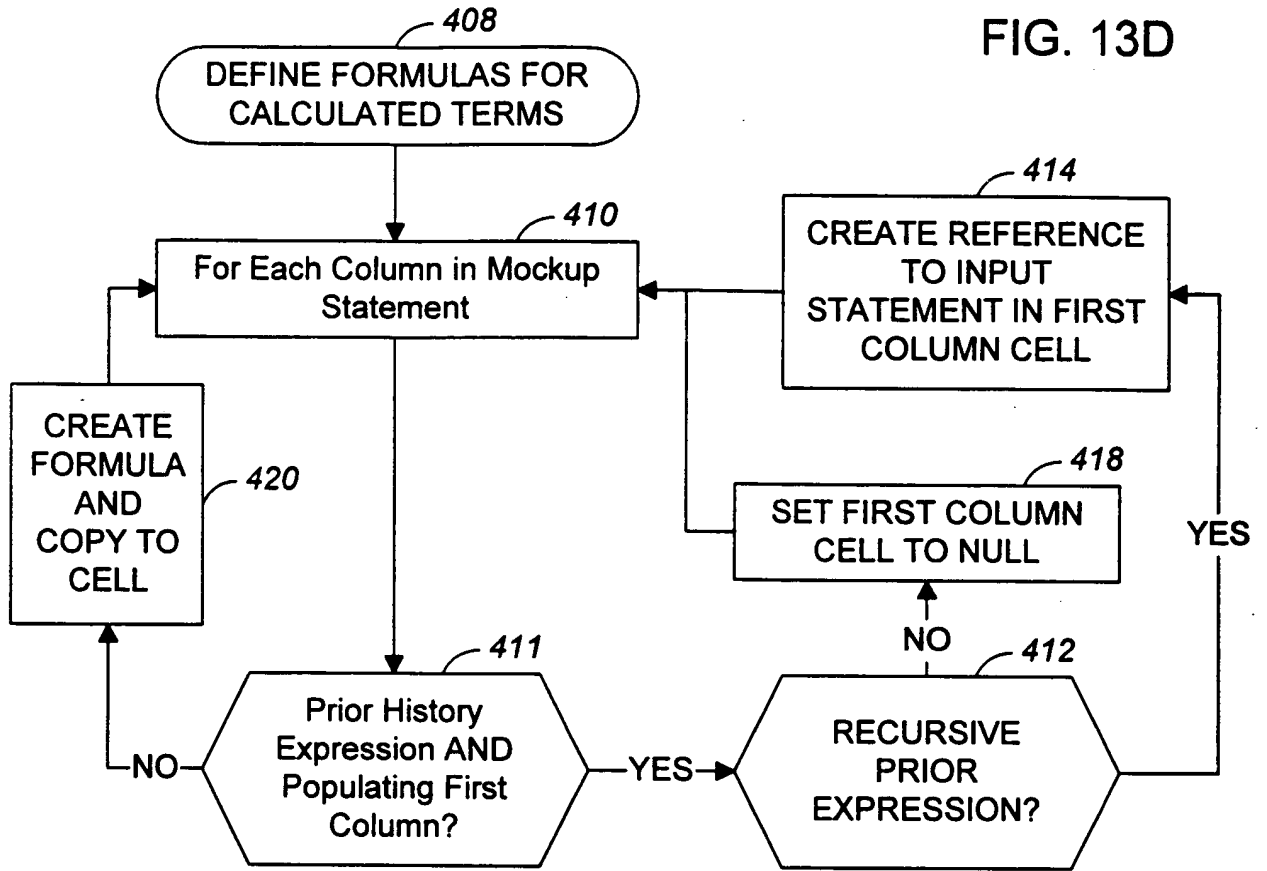 FIG. 13D
408
DEFINE FORMULAS FOR
CALCULATED TERMS
410
For Each Column in Mockup
Statement
414
CREATE REFERENCE
TO INPUT
STATEMENT IN FIRST
COLUMN CELL
CREATE
FORMULA
AND
COPY TO
CELL
420
418
SET FIRST COLUMN
CELL TO NULL
YES
NO
411
Prior History
Expression AND
Populating First
Column?
NO
YES
412
RECURSIVE
PRIOR
EXPRESSION?